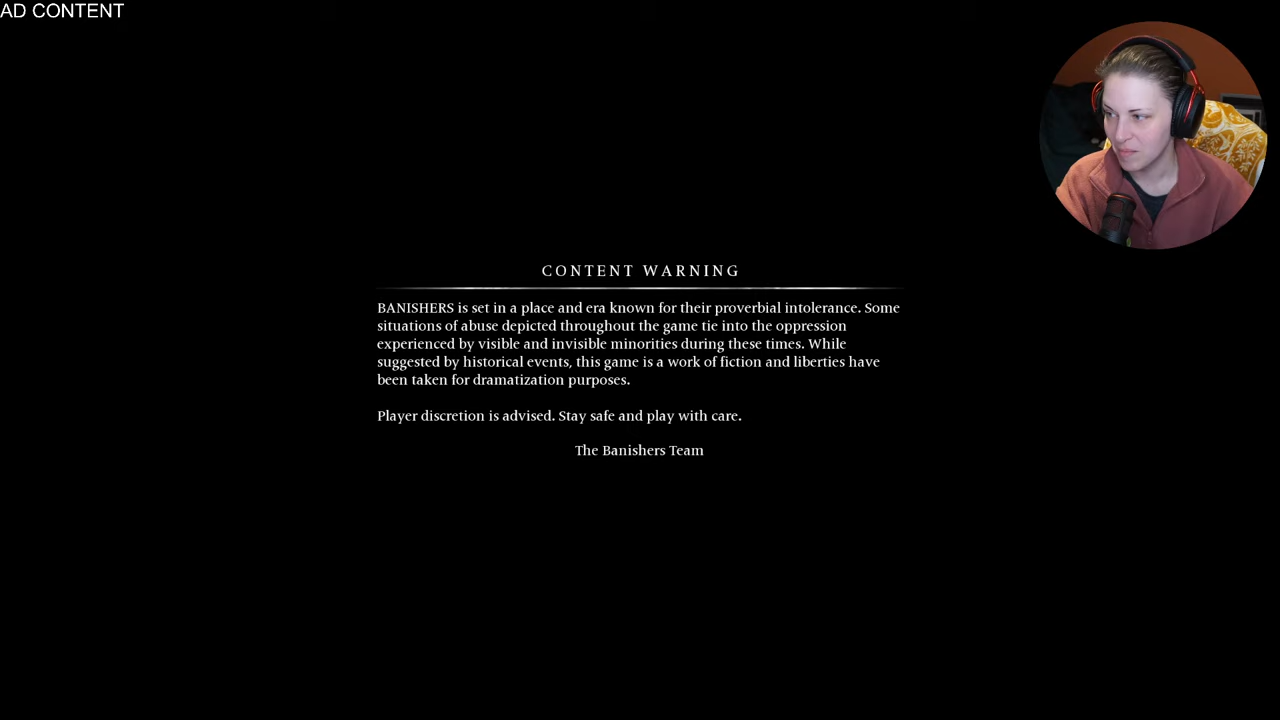 AD CONTENT
CONTENT WARNING
BANISHERS is set in a place and era known for their proverbial intolerance. Some
situations of abuse depicted throughout the game tie into the oppression
experienced by visible and invisible minorities during these times. While
suggested by historical events, this game is a work of fiction and liberties have
been taken for dramatization purposes.
Player discretion is advised. Stay safe and play with care.
The Banishers Team